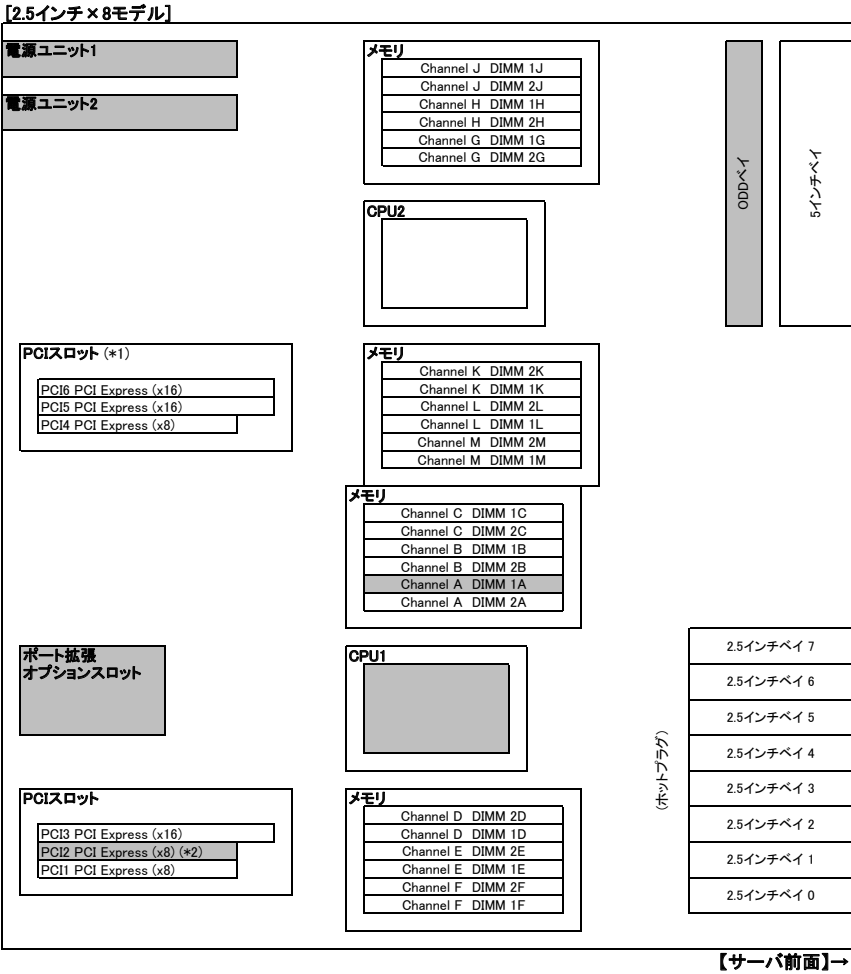 [2.5インチ×8モデル]
電源ユニット1
電源ユニット2
メモリ
Channel J DIMM 1J
Channel J DIMM 2J
Channel H DIMM 1H
Channel H DIMM 2H
Channel G DIMM 1G
Channel G DIMM 2G
ODDベイ
5インチベイ
CPU2
PCIスロット (*1)
PCI6 PCI Express (x16)
PCI5 PCI Express (x16)
PCI4 PCI Express (x8)
メモリ
Channel K DIMM 2K
Channel K DIMM 1K
Channel L DIMM 2L
Channel L DIMM 1L
Channel M DIMM 2M
Channel M DIMM 1M
メモリ
Channel C DIMM 1C
Channel C DIMM 2C
Channel B DIMM 1B
Channel B DIMM 2B
Channel A DIMM 1A
Channel A DIMM 2A
ポート拡張
オプションスロット
CPU1
(ホットプラグ)
2.5インチベイ 7
2.5インチベイ 6
2.5インチベイ 5
2.5インチベイ 4
2.5インチベイ 3
2.5インチベイ 2
2.5インチベイ 1
2.5インチベイ 0
PCIスロット
PCI3 PCI Express (x16)
PCI2 PCI Express (x8) (*2)
PCI1 PCI Express (x8)
メモリ
Channel D DIMM 2D
Channel D DIMM 1D
Channel E DIMM 2E
Channel E DIMM 1E
Channel F DIMM 2F
Channel F DIMM 1F
【サーバ前面】→